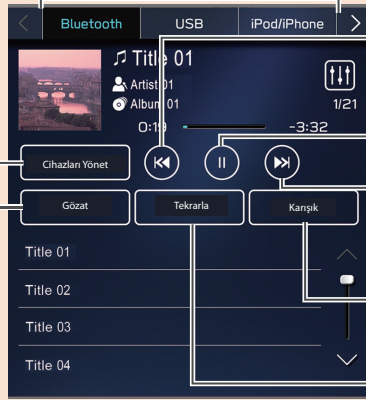 Bluetooth USB iPod/iPhone
Title 01
Artist 01
Album 01
1/21
0:19 -3:32
Cihazları Yönet
Gözat Tekrarla Karışık
Title 01
Title 02
Title 03
Title 04